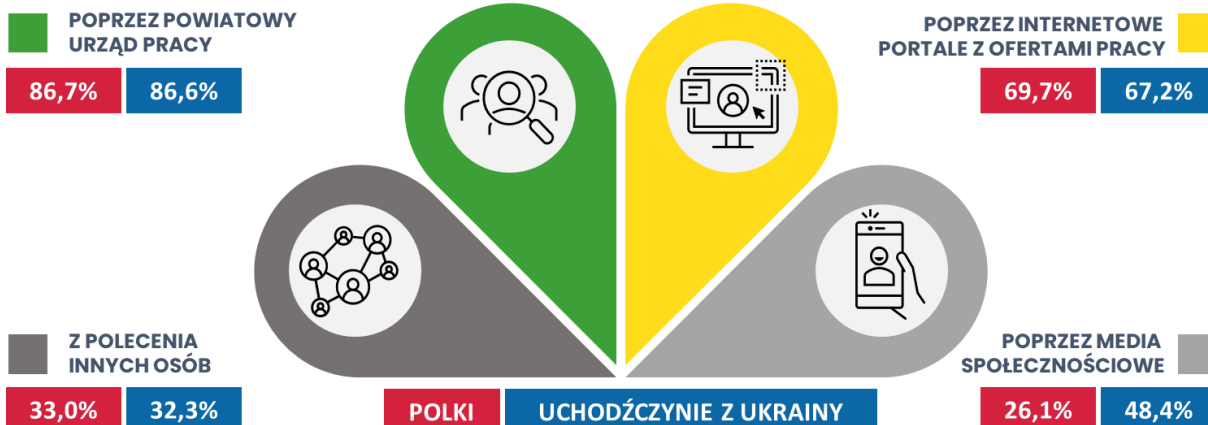 POPRZEZ POWIATOWY
URZĄD PRACY
86,7% 86,6%
POPRZEZ INTERNETOWE
PORTALE Z OFERTAMI PRACY
69,7% 67,2%
Z POLECENIA
INNYCH OSÓB
33,0% 32,3%
POPRZEZ MEDIA
SPOŁECZNOŚCIOWE
26,1% 48,4%
POLKI UCHODŹCZYNIE Z UKRAINY